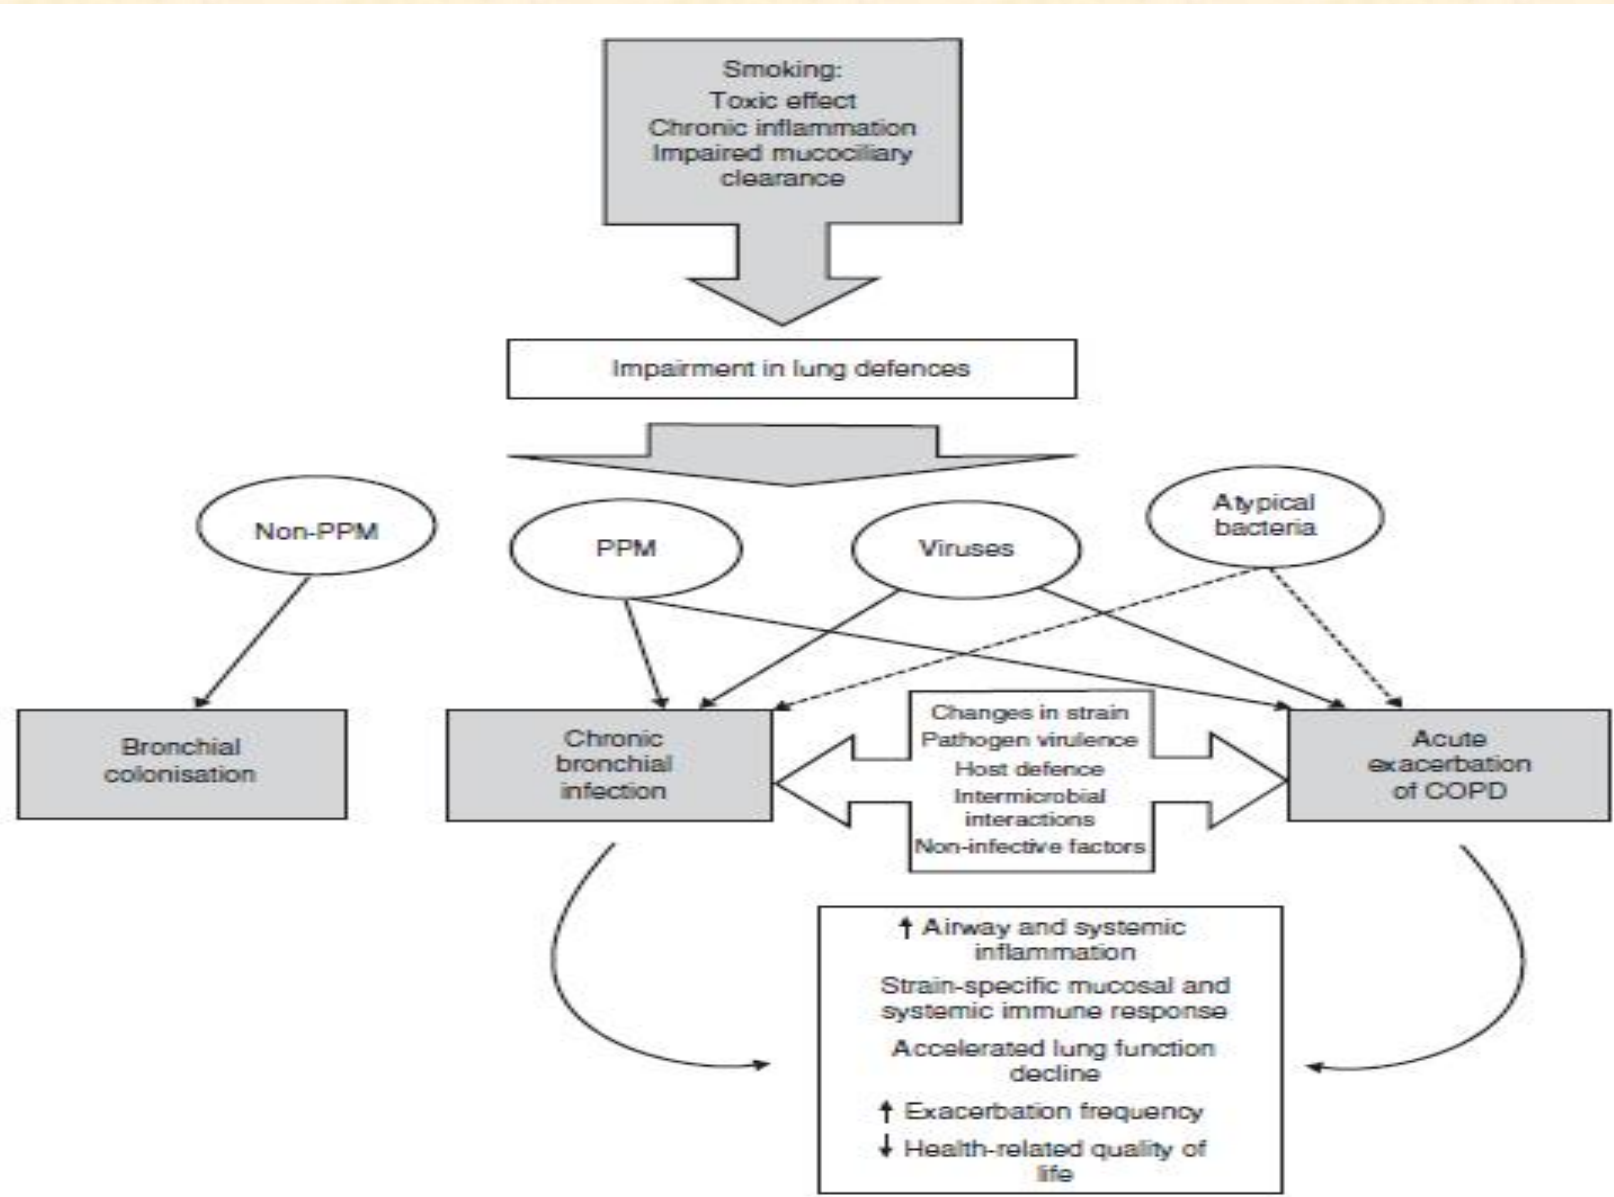 Smoking:
Toxic effect
Chronic inflammation
Impaired mucociliary
clearance
Impairment in lung defences
Non-PPM
PPM
Viruses
Atypical
bacteria
Bronchial
colonisation
Chronic
bronchial
infection
Changes in strain
Pathogen virulence
Host defence
Intermicrobial
interactions
Non-infective factors
Acute
exacerbation
of COPD
↑ Airway and systemic
inflammation
Strain-specific mucosal and
systemic immune response
Accelerated lung function
decline
↑ Exacerbation frequency
↓ Health-related quality of
life